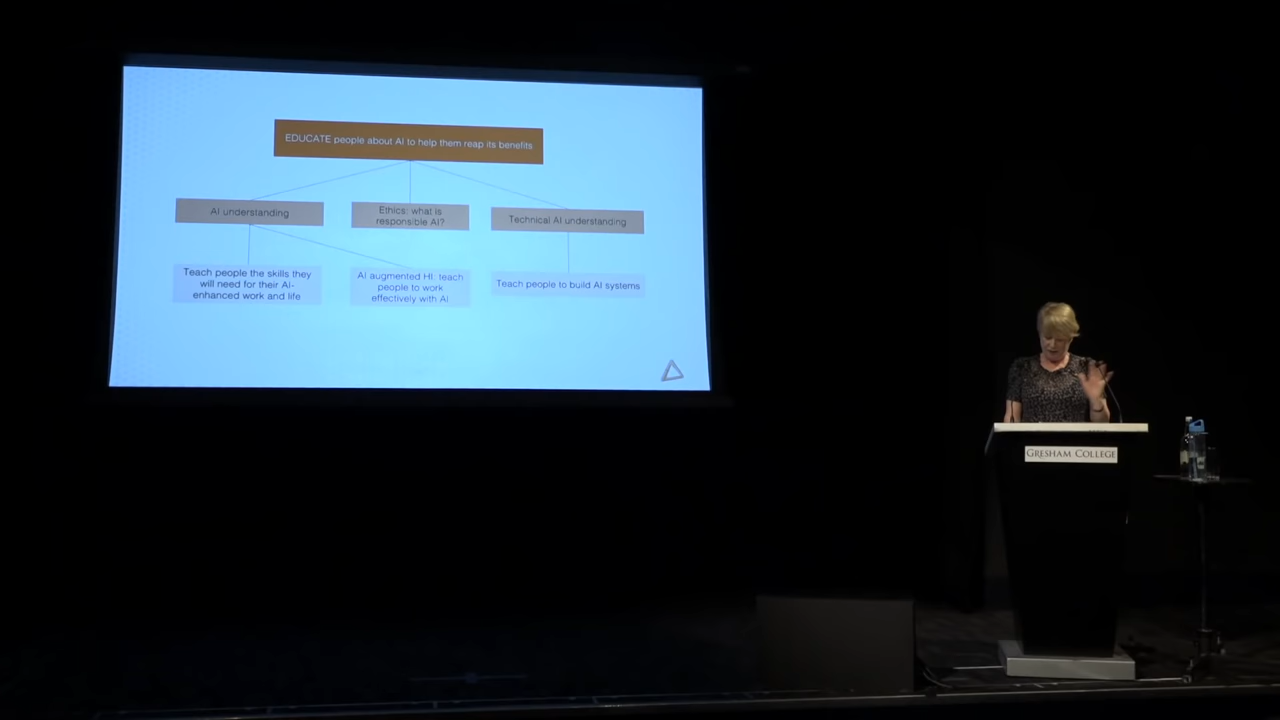 EDUCATE people about AI to help them reap its benefits
AI understanding
Ethics: what is
responsible AI?
Technical AI understanding
Teach people the skills they
will need for their AI-
enhanced work and life
AI augmented HI: teach
people to work
effectively with AI
Teach people to build AI systems
GRESHAM COLLEGE